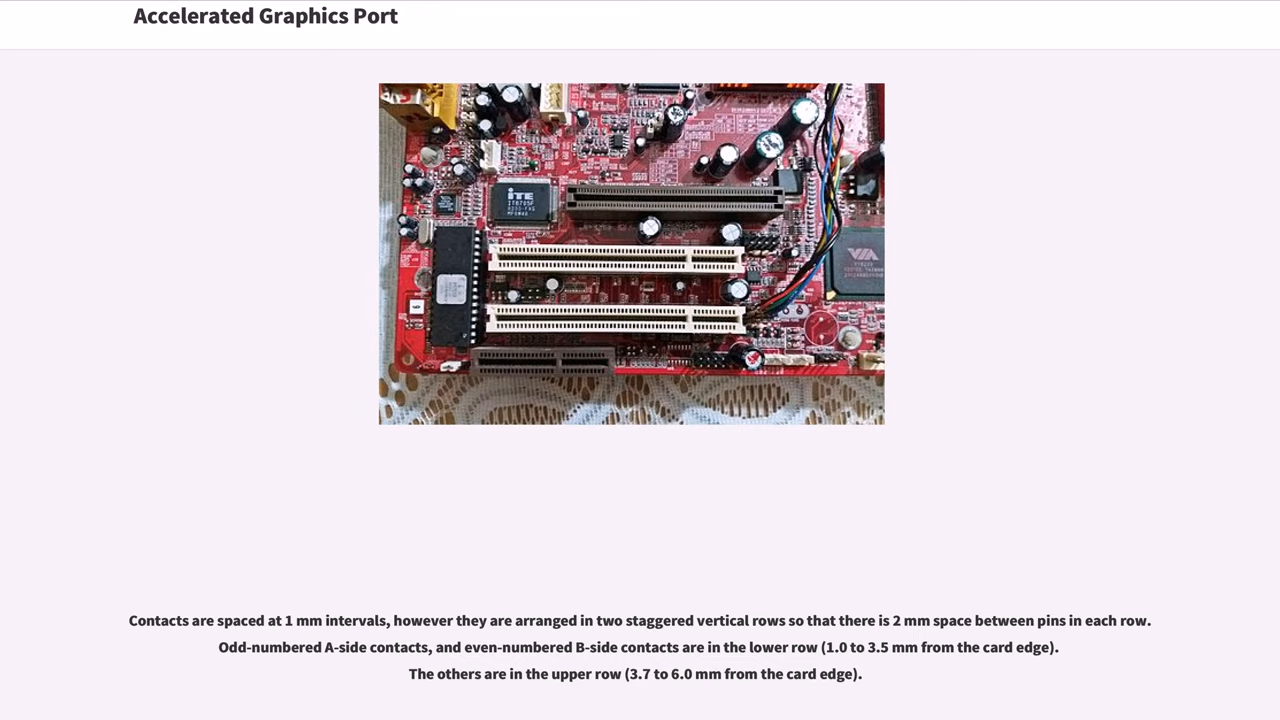 Accelerated Graphics Port
iTE
IT8705F
VIA
Contacts are spaced at 1 mm intervals, however they are arranged in two staggered vertical rows so that there is 2 mm space between pins in each row.
Odd-numbered A-side contacts, and even-numbered B-side contacts are in the lower row (1.0 to 3.5 mm from the card edge).
The others are in the upper row (3.7 to 6.0 mm from the card edge).